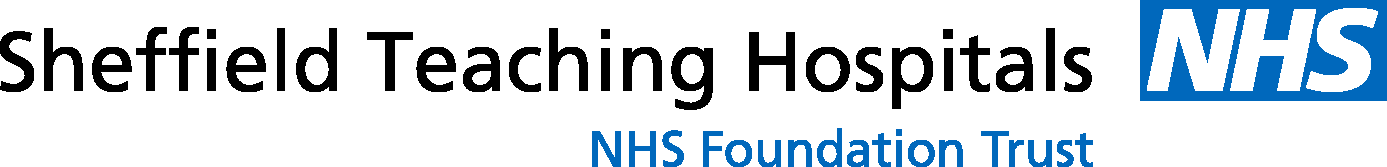 Sheffield Teaching Hospitals NHS
NHS Foundation Trust